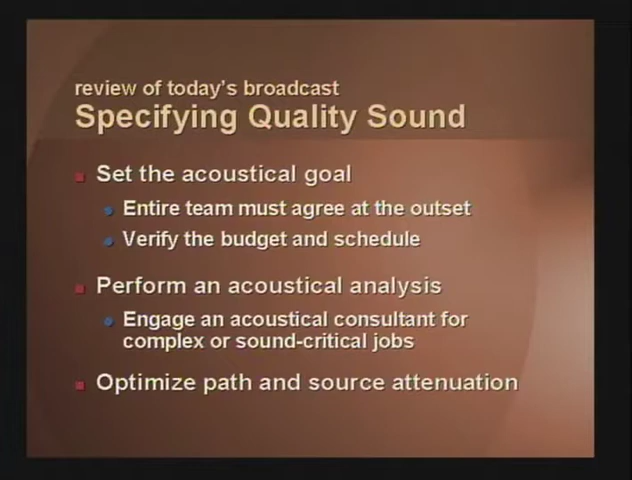 review of today's broadcast
Specifying Quality Sound
Set the acoustical goal
Entire team must agree at the outset
Verify the budget and schedule
Perform an acoustical analysis
Engage an acoustical consultant for
complex or sound-critical jobs
Optimize path and source attenuation